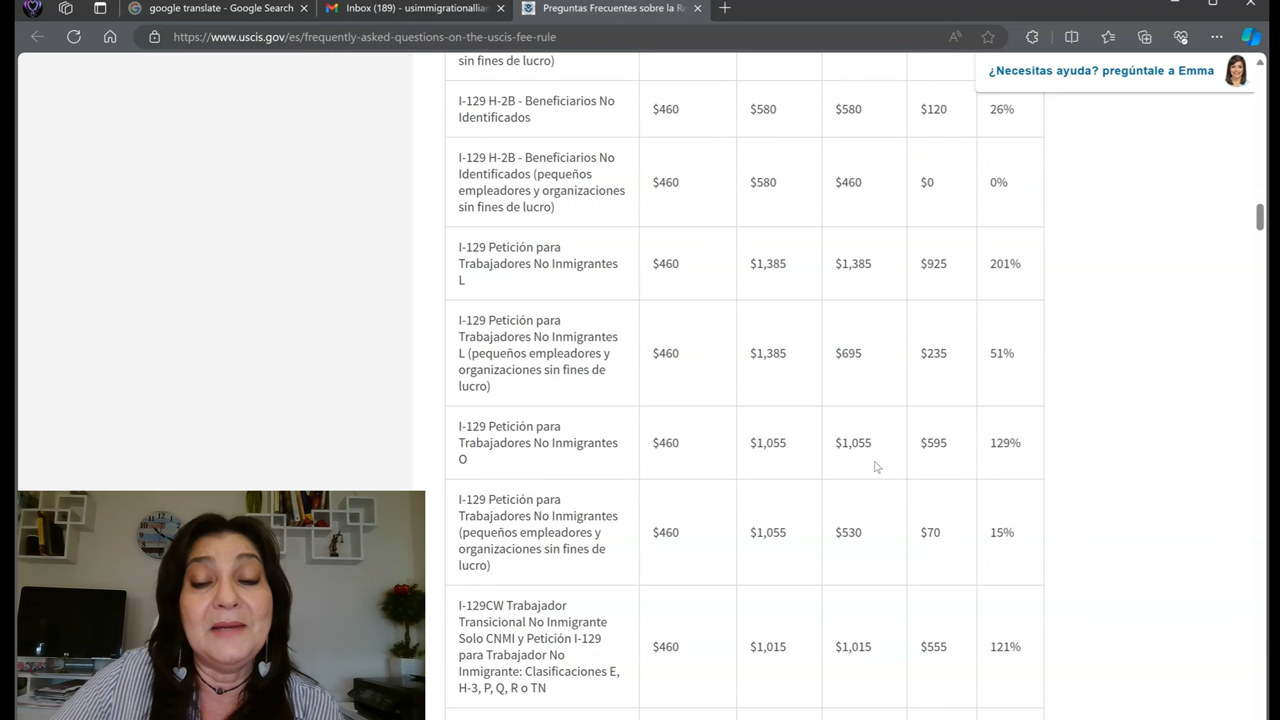 google translate - Google Search
Inbox (189) - usimmigrationallian
Preguntas Frecuentes sobre la Re
https://www.uscis.gov/es/frequently-asked-questions-on-the-uscis-fee-rule
¿Necesitas ayuda? pregúntale a Emma
sin fines de lucro)
I-129 H-2B - Beneficiarios No
Identificados
$460 $580 $580 $120 26%
I-129 H-2B - Beneficiarios No
Identificados (pequeños
empleadores y organizaciones
sin fines de lucro)
$460 $580 $460 $0 0%
I-129 Petición para
Trabajadores No Inmigrantes
L
$460 $1,385 $1,385 $925 201%
I-129 Petición para
Trabajadores No Inmigrantes
L (pequeños empleadores y
organizaciones sin fines de
lucro)
$460 $1,385 $695 $235 51%
I-129 Petición para
Trabajadores No Inmigrantes
O
$460 $1,055 $1,055 $595 129%
I-129 Petición para
Trabajadores No Inmigrantes
(pequeños empleadores y
organizaciones sin fines de
lucro)
$460 $1,055 $530 $70 15%
I-129CW Trabajador
Transicional No Inmigrante
Solo CNMI y Petición I-129
para Trabajador No
Inmigrante: Clasificaciones E,
H-3, P, Q, R o TN
$460 $1,015 $1,015 $555 121%